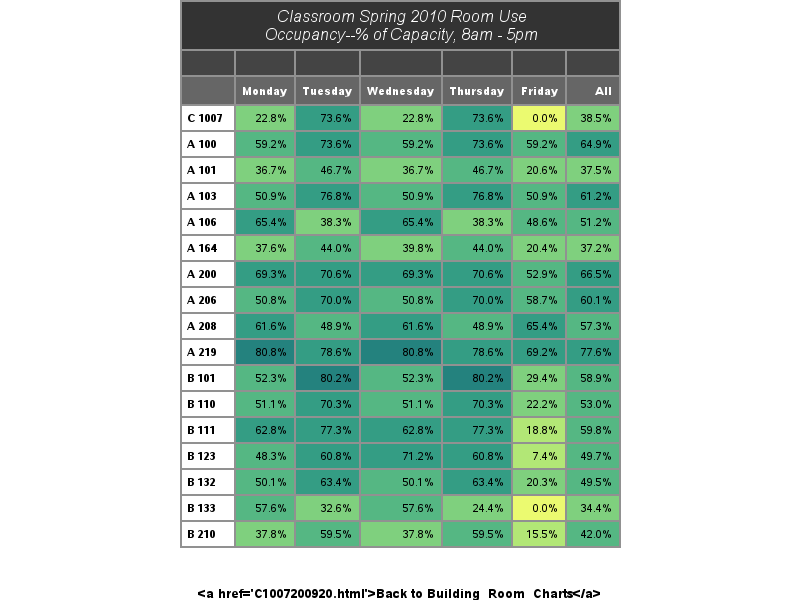 Classroom Spring 2010 Room Use
Occupancy--% of Capacity, 8am - 5pm
Monday Tuesday Wednesday Thursday Friday All
C 1007 22.8% 73.6% 22.8% 73.6% 0.0% 38.5%
A 100 59.2% 73.6% 59.2% 73.6% 59.2% 64.9%
A 101 36.7% 46.7% 36.7% 46.7% 20.6% 37.5%
A 103 50.9% 76.8% 50.9% 76.8% 50.9% 61.2%
A 106 65.4% 38.3% 65.4% 38.3% 48.6% 51.2%
A 164 37.6% 44.0% 39.8% 44.0% 20.4% 37.2%
A 200 69.3% 70.6% 69.3% 70.6% 52.9% 66.5%
A 206 50.8% 70.0% 50.8% 70.0% 58.7% 60.1%
A 208 61.6% 48.9% 61.6% 48.9% 65.4% 57.3%
A 219 80.8% 78.6% 80.8% 78.6% 69.2% 77.6%
B 101 52.3% 80.2% 52.3% 80.2% 29.4% 58.9%
B 110 51.1% 70.3% 51.1% 70.3% 22.2% 53.0%
B 111 62.8% 77.3% 62.8% 77.3% 18.8% 59.8%
B 123 48.3% 60.8% 71.2% 60.8% 7.4% 49.7%
B 132 50.1% 63.4% 50.1% 63.4% 20.3% 49.5%
B 133 57.6% 32.6% 57.6% 24.4% 0.0% 34.4%
B 210 37.8% 59.5% 37.8% 59.5% 15.5% 42.0%
<a href='C1007200920.html'>Back to Building_Room_Charts</a>